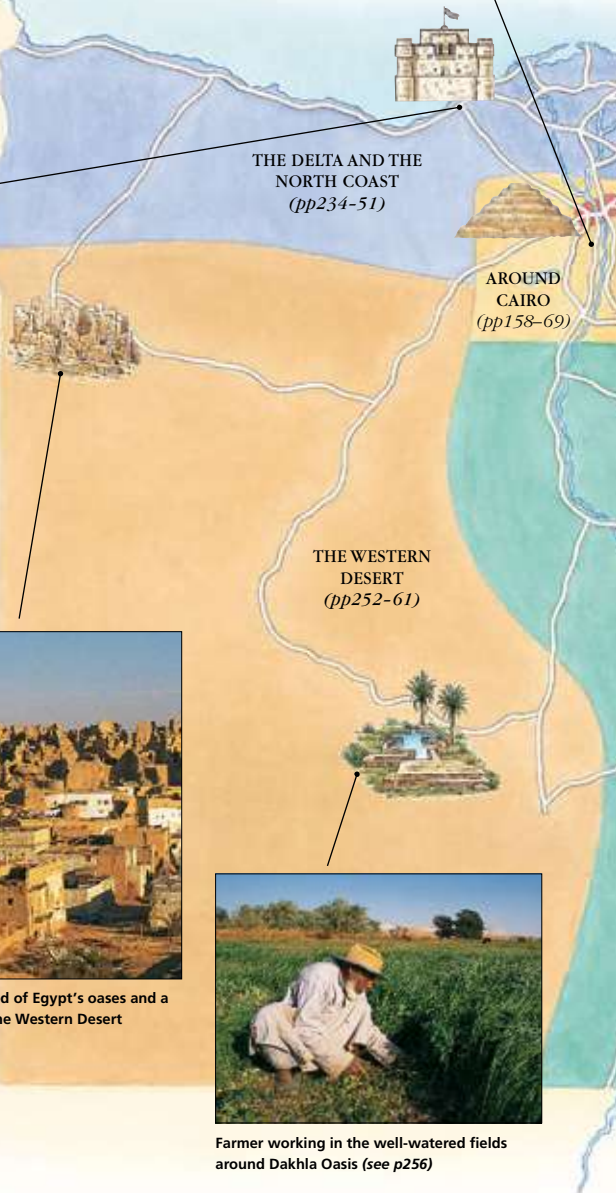 THE DELTA AND THE
NORTH COAST
(pp234-51)
AROUND
CAIRO
(pp158–69)
THE WESTERN
DESERT
(pp252-61)
d of Egypt’s oases and a
he Western Desert
Farmer working in the well-watered fields
around Dakhla Oasis (see p256)